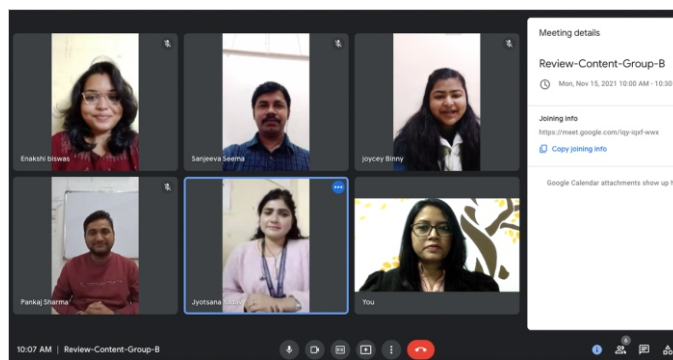 Enakshi biswas
Sanjeeva Seema
joycey Binny
Pankaj Sharma
Jyotsana Yadav
You
10:07 AM | Review-Content-Group-B
Meeting details
Review-Content-Group-B
Mon, Nov 15, 2021 10:00 AM - 10:30
Joining info
https://meet.google.com/iqy-iqxf-wwx
Copy joining info
Google Calendar attachments show up h
6